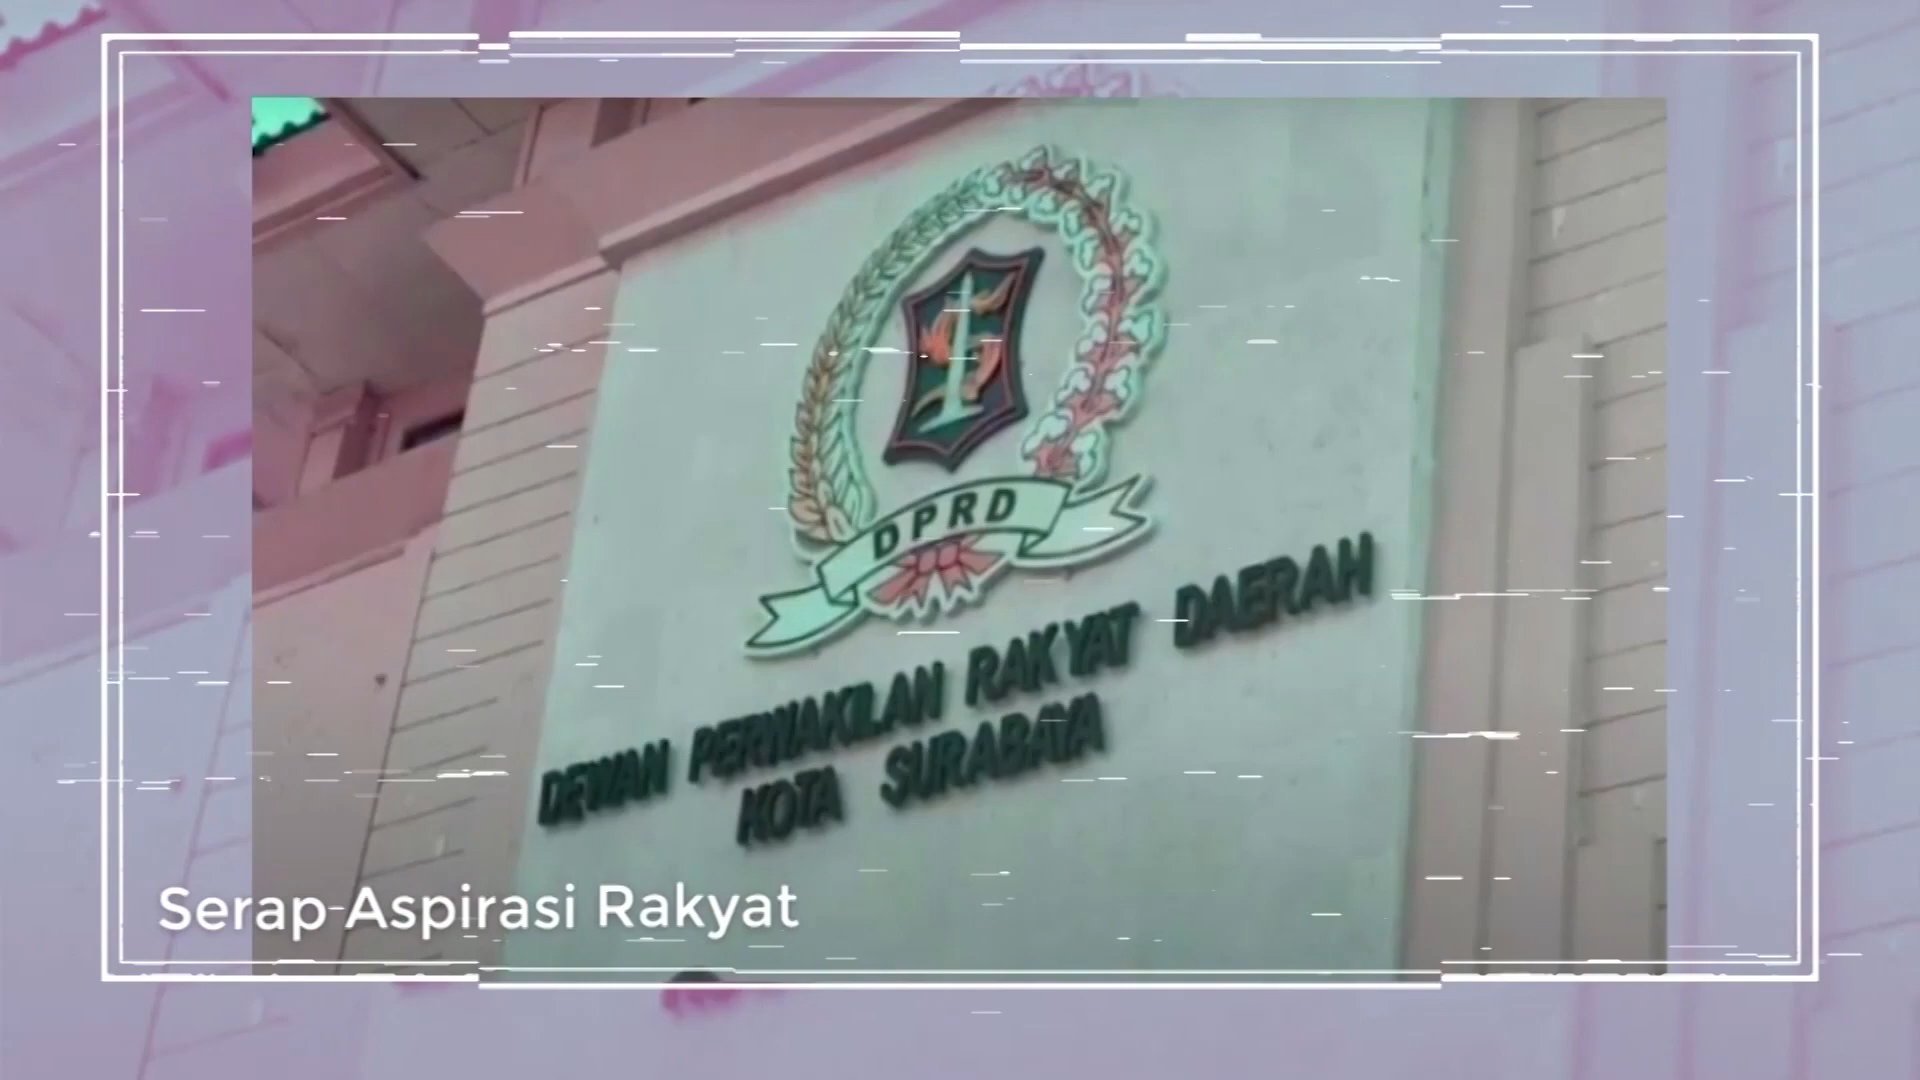 DPRD
DEWAN PERWAKILAN RAKYAT DAERAH
KOTA SURABAYA
Serap Aspirasi Rakyat